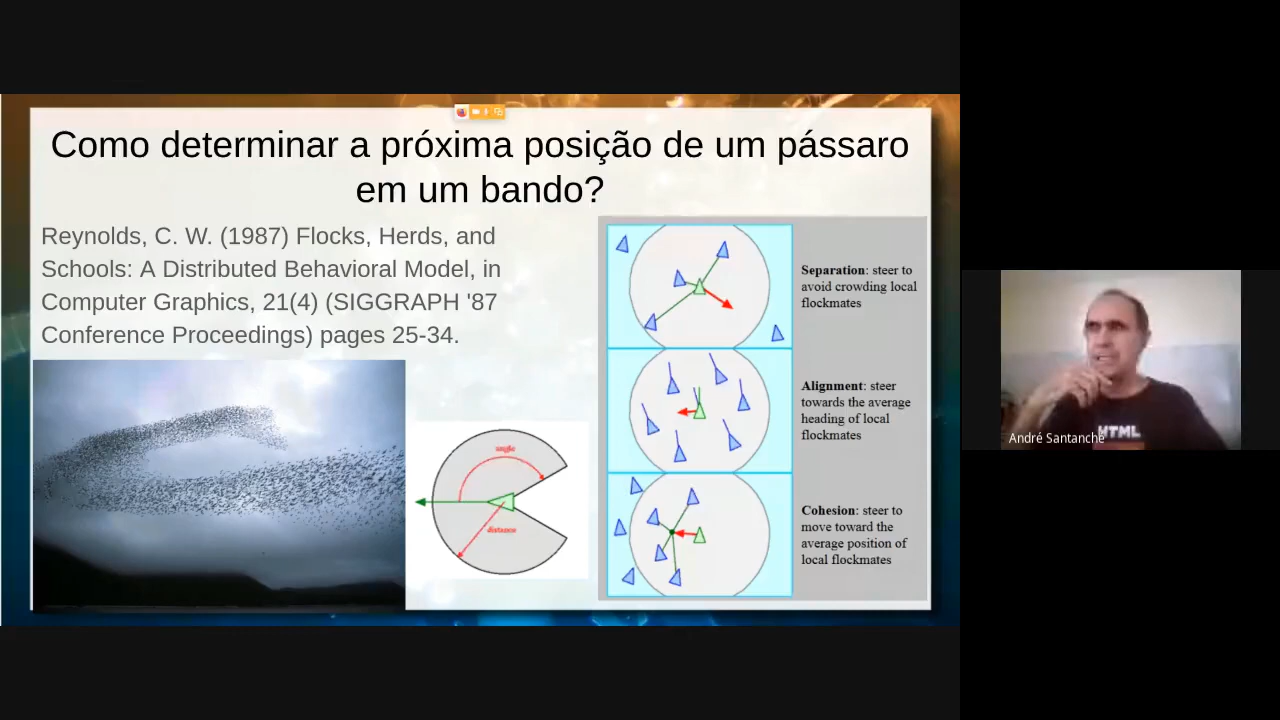 Como determinar a próxima posição de um pássaro
em um bando?
Reynolds, C. W. (1987) Flocks, Herds, and
Schools: A Distributed Behavioral Model, in
Computer Graphics, 21(4) (SIGGRAPH '87
Conference Proceedings) pages 25-34.
angle
distance
Separation: steer to
avoid crowding local
flockmates
Alignment: steer
towards the average
heading of local
flockmates
Cohesion: steer to
move toward the
average position of
local flockmates
HTML
André Santanchè